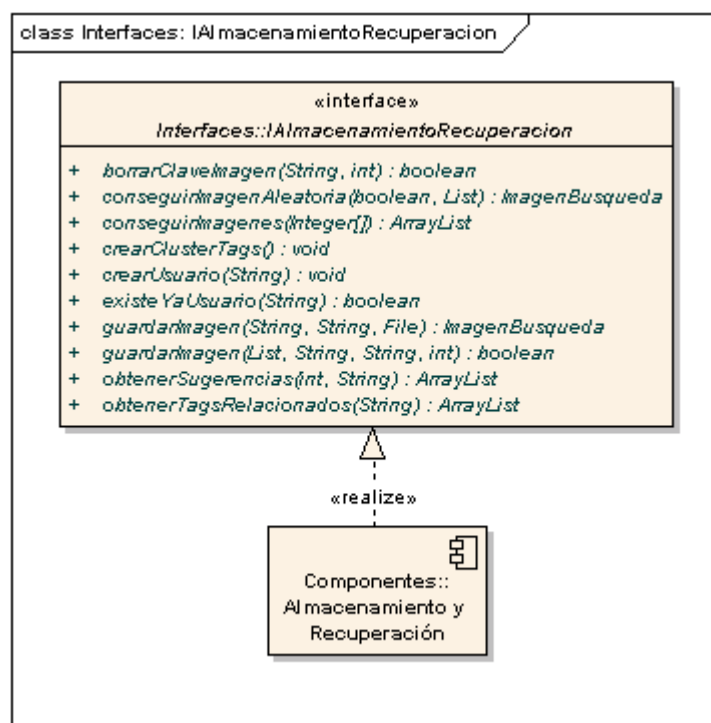 class Interfaces: IAlmacenamientoRecuperacion
«interface»
Interfaces::IAlmacenamientoRecuperacion
+ borrarClaveImagen(String, int) : boolean
+ conseguirImagenAleatoria(boolean, List) : ImagenBusqueda
+ conseguirImagenes(Integer[]) : ArrayList
+ crearClusterTags() : void
+ crearUsuario(String) : void
+ existeYaUsuario(String) : boolean
+ guardarImagen(String, String, File) : ImagenBusqueda
+ guardarImagen(List, String, String, int) : boolean
+ obtenerSugerencias(int, String) : ArrayList
+ obtenerTagsRelacionados(String) : ArrayList
«realize»
Componentes::
Almacenamiento y
Recuperación